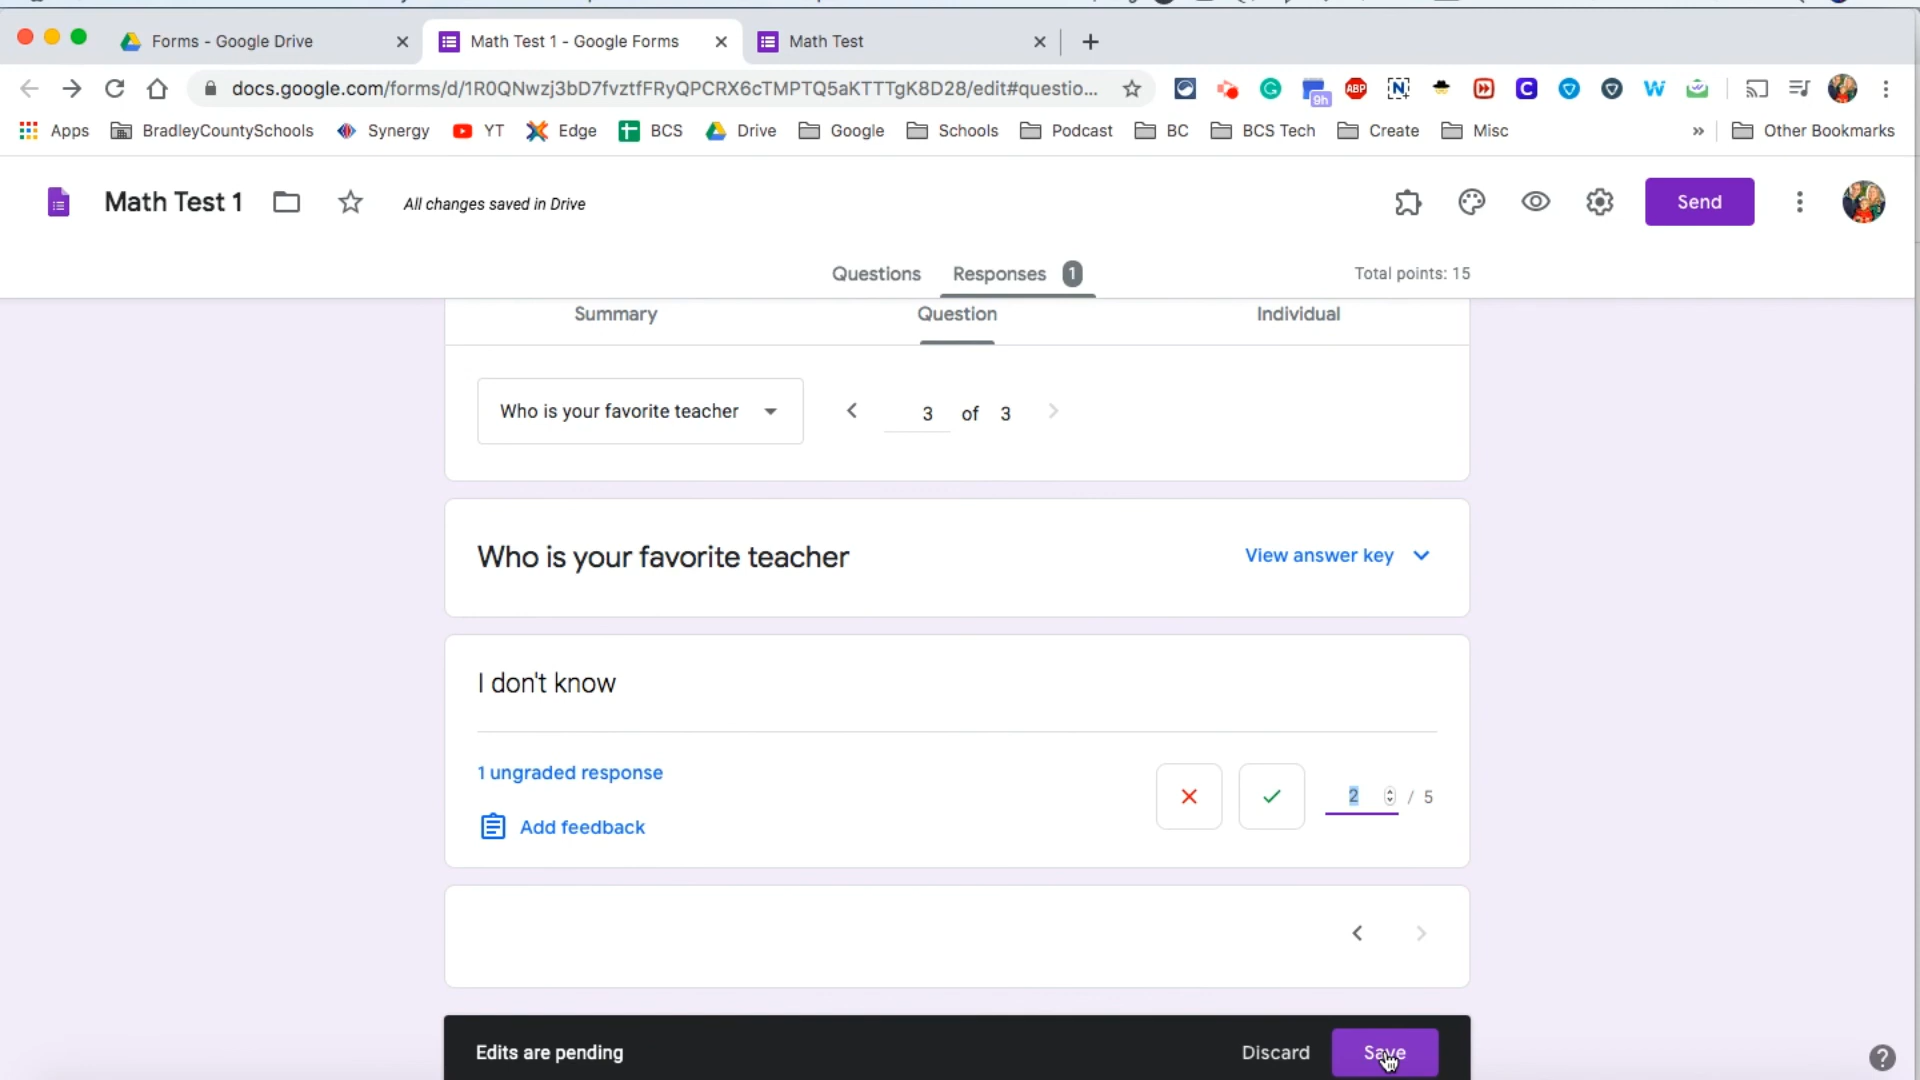 Forms - Google Drive
Math Test 1 - Google Forms
Math Test
docs.google.com/forms/d/1R0QNwzj3bD7fvztfFRyQPCRX6cTMPTQ5aKTTTgK8D28/edit#questio...
ABP
9h
Apps
BradleyCountySchools
Synergy
YT
Edge
BCS
Drive
Google
Schools
Podcast
BC
BCS Tech
Create
Misc
Other Bookmarks
Math Test 1
All changes saved in Drive
Send
Questions
Responses 1
Total points: 15
Summary
Question
Individual
Who is your favorite teacher
3 of 3
Who is your favorite teacher
View answer key
I don't know
1 ungraded response
2 / 5
Add feedback
Edits are pending
Discard
Save